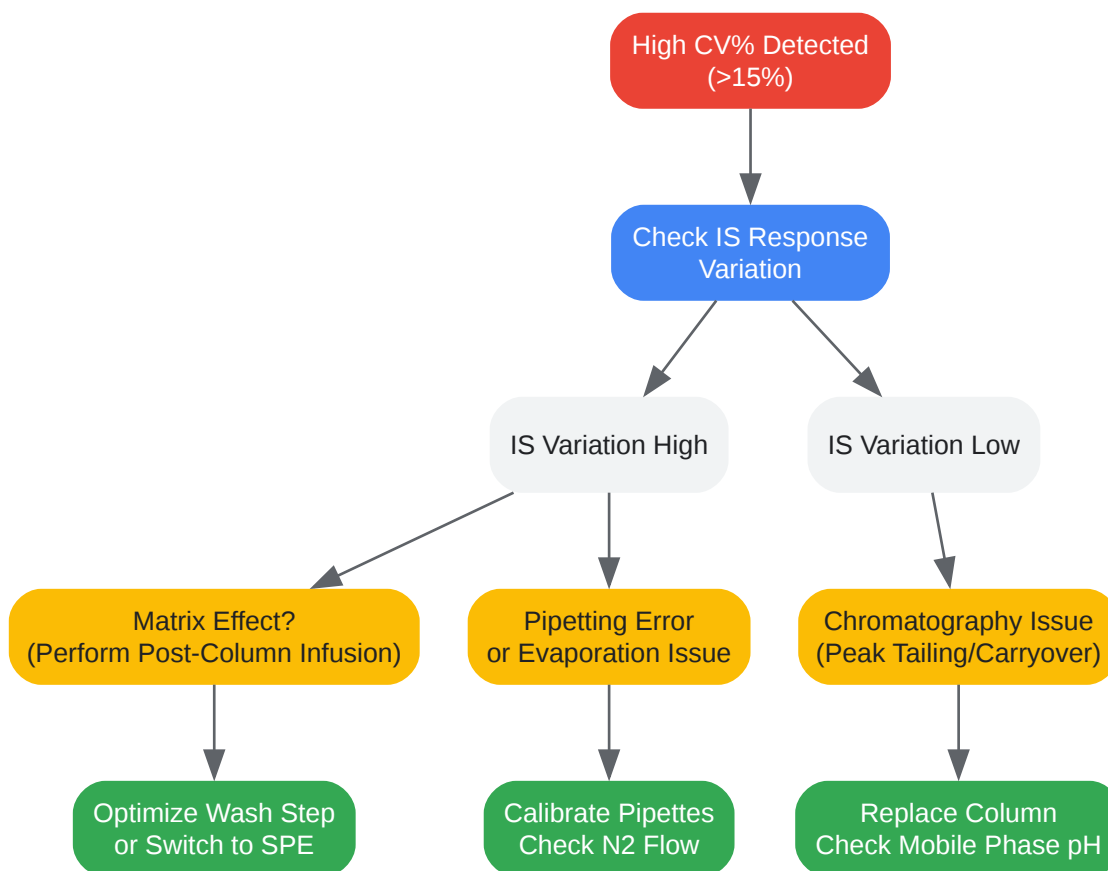 High CV% Detected
(>15%)
Check IS Response
Variation
IS Variation High
IS Variation Low
Matrix Effect?
(Perform Post-Column Infusion)
Pipetting Error
or Evaporation Issue
Chromatography Issue
(Peak Tailing/Carryover)
Optimize Wash Step
or Switch to SPE
Calibrate Pipettes
Check N2 Flow
Replace Column
Check Mobile Phase pH